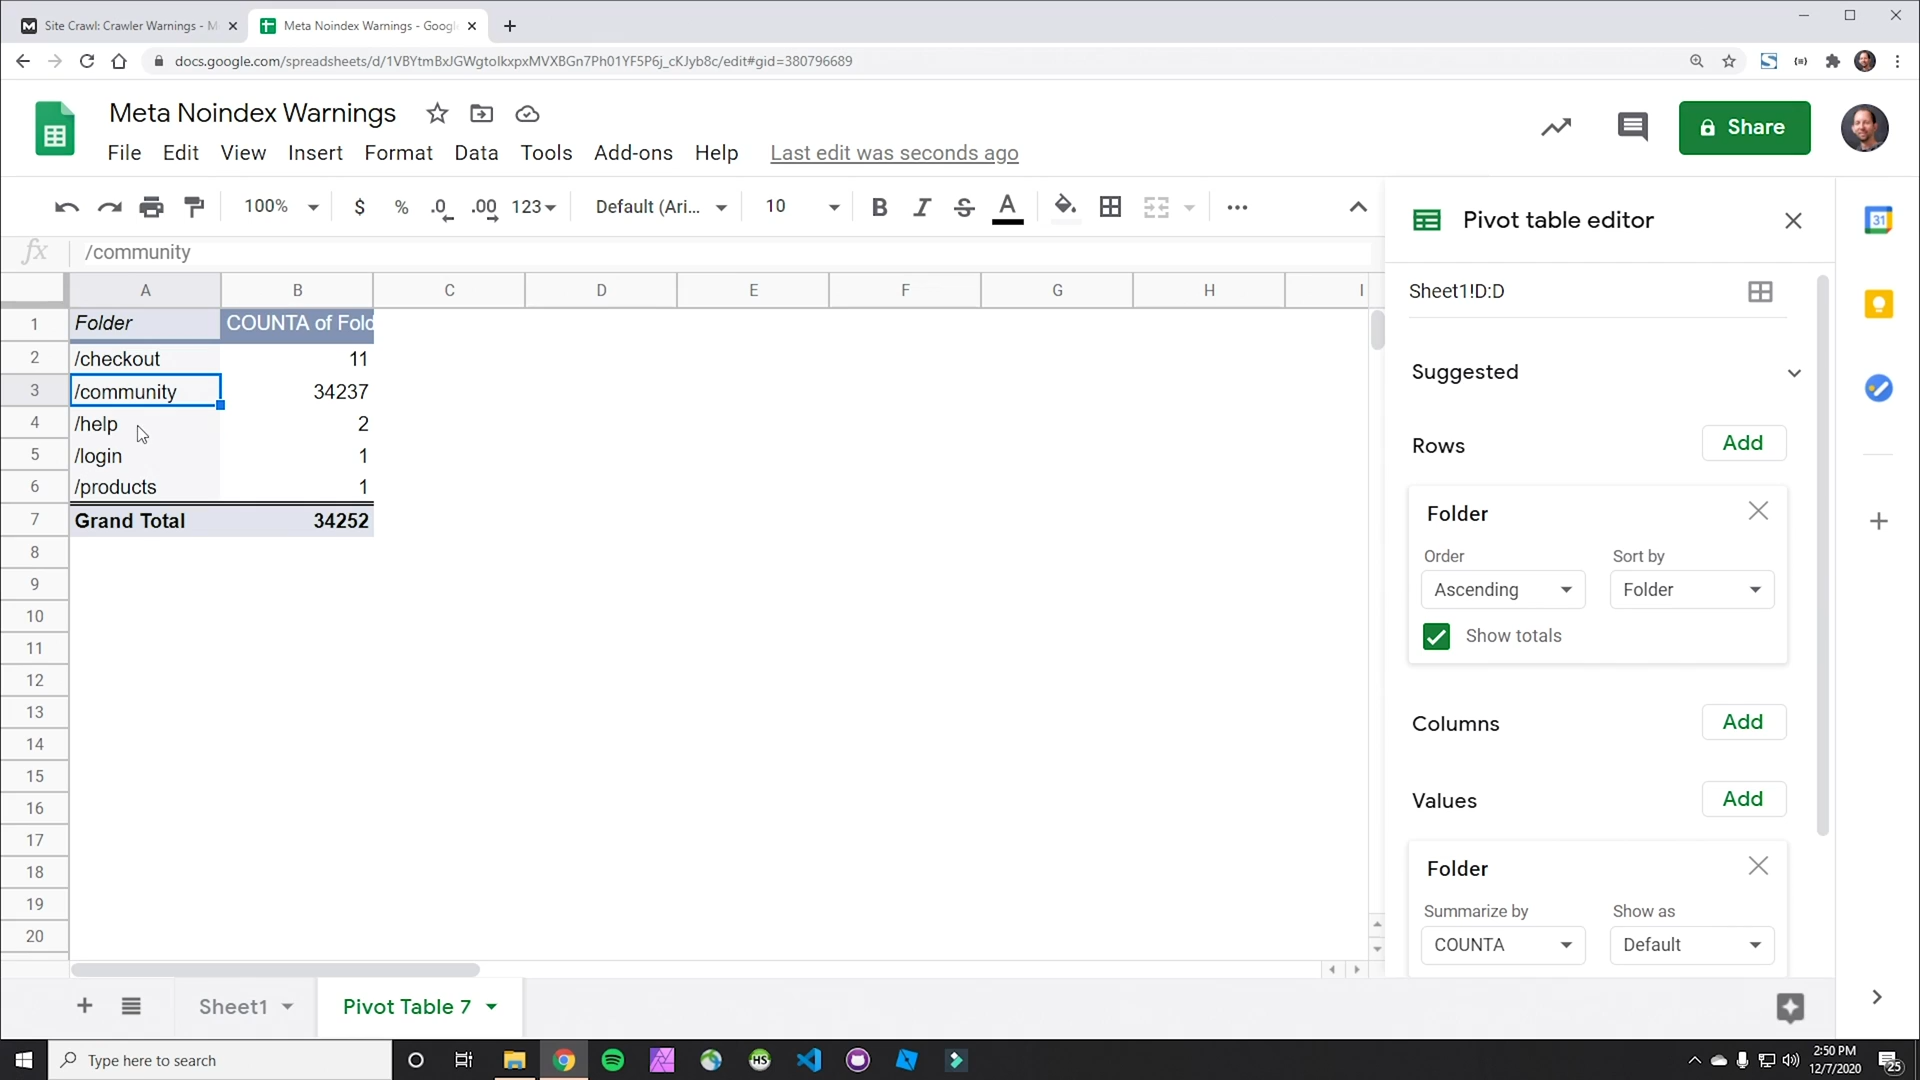 Site Crawl: Crawler Warnings - M
Meta Noindex Warnings - Google
docs.google.com/spreadsheets/d/1VBYtmBxJGWgtoIkxpxMVXBGn7Ph01YF5P6j_cKJyb8c/edit#gid=380796689
Meta Noindex Warnings
Share
File Edit View Insert Format Data Tools Add-ons Help Last edit was seconds ago
100% $ % .0 .00 123 Default (Ari... 10 B I S A
Pivot table editor
fx /community
Sheet1!D:D
A B C D E F G H I
1 Folder COUNTA of Fold
2 /checkout 11
3 /community 34237
4 /help 2
5 /login 1
6 /products 1
7 Grand Total 34252
8
9
10
11
12
13
14
15
16
17
18
19
20
Suggested
Rows Add
Folder
Order Sort by
Ascending Folder
Show totals
Columns Add
Values Add
Folder
Summarize by Show as
COUNTA Default
31
Sheet1 Pivot Table 7
Type here to search
HS
2:50 PM
12/7/2020
25